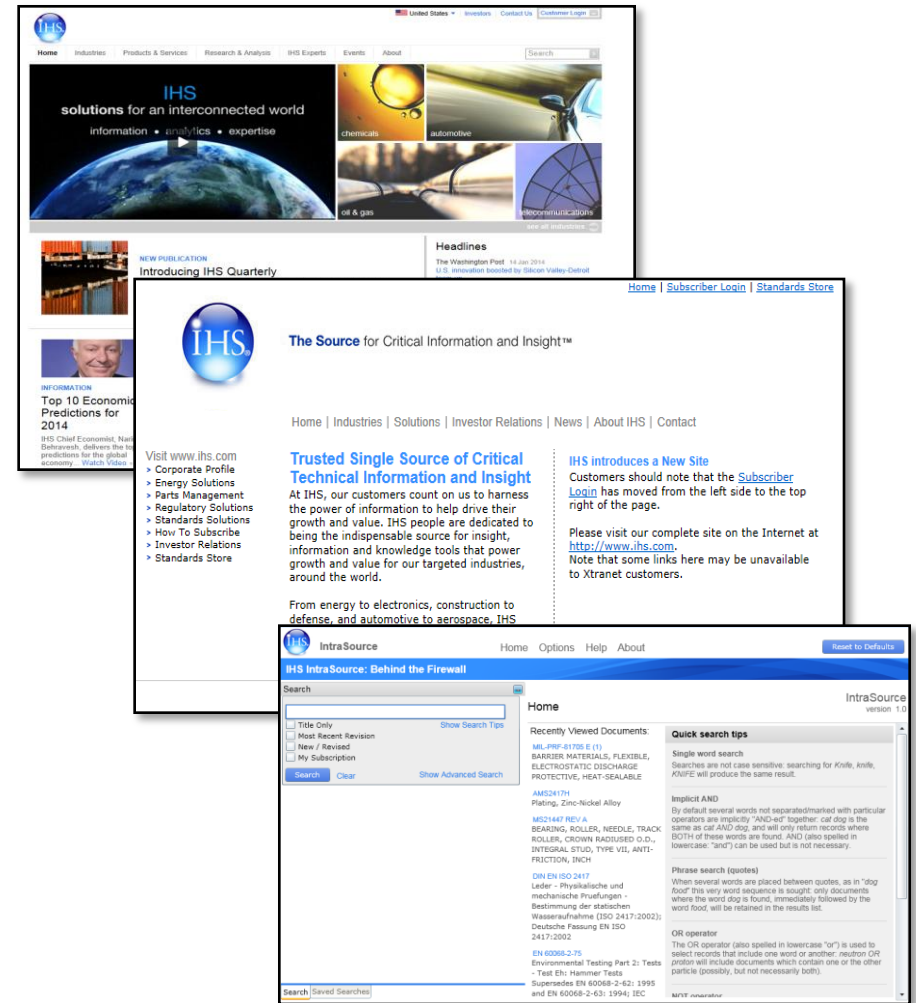 United States
Investors
Contact Us
Customer Login
IHS
Home Industries Products & Services Research & Analysis IHS Experts Events About
Search
IHS
solutions for an interconnected world
information • analytics • expertise
chemicals
automotive
oil & gas
telecommunications
see all industries
NEW PUBLICATION
Introducing IHS Quarterly
Headlines
The Washington Post 14 Jan 2014
U.S. innovation boosted by Silicon Valley-Detroit
INFORMATION
Top 10 Economic
Predictions for
2014
IHS Chief Economist,
Behravesh, delivers the
predictions for the global
economy... Watch Video
Home | Subscriber Login | Standards Store
IHS®
The Source for Critical Information and Insight™
Home | Industries | Solutions | Investor Relations | News | About IHS | Contact
Visit www.ihs.com
> Corporate Profile
> Energy Solutions
> Parts Management
> Regulatory Solutions
> Standards Solutions
> How To Subscribe
> Investor Relations
> Standards Store
Trusted Single Source of Critical
Technical Information and Insight
At IHS, our customers count on us to harness
the power of information to help drive their
growth and value. IHS people are dedicated to
being the indispensable source for insight,
information and knowledge tools that power
growth and value for our targeted industries,
around the world.
From energy to electronics, construction to
defense, and automotive to aerospace, IHS
IHS introduces a New Site
Customers should note that the Subscriber
Login has moved from the left side to the top
right of the page.
Please visit our complete site on the Internet at
http://www.ihs.com.
Note that some links here may be unavailable
to Xtranet customers.
IHS
IntraSource
Home Options Help About
Reset to Defaults
IHS IntraSource: Behind the Firewall
Search
Title Only
Show Search Tips
Most Recent Revision
New / Revised
My Subscription
Search Clear
Show Advanced Search
Search Saved Searches
Home
IntraSource
version 1.0
Recently Viewed Documents:
MIL-PRF-81705 E (1)
BARRIER MATERIALS, FLEXIBLE,
ELECTROSTATIC DISCHARGE
PROTECTIVE, HEAT-SEALABLE
AMS2417H
Plating, Zinc-Nickel Alloy
MS21447 REV A
BEARING, ROLLER, NEEDLE, TRACK
ROLLER, CROWN RADIUSED O.D.,
INTEGRAL STUD, TYPE VII, ANTI-
FRICTION, INCH
DIN EN ISO 2417
Leder - Physikalische und
mechanische Pruefungen -
Bestimmung der statischen
Wasseraufnahme (ISO 2417:2002);
Deutsche Fassung EN ISO
2417:2002
EN 60068-2-75
Environmental Testing Part 2: Tests
- Test Eh: Hammer Tests
Supersedes EN 60068-2-62: 1995
and EN 60068-2-63: 1994; IEC
Quick search tips
Single word search
Searches are not case sensitive: searching for Knife, knife,
KNIFE will produce the same result.
Implicit AND
By default several words not separated/marked with particular
operators are implicitly "AND-ed" together: cat dog is the
same as cat AND dog, and will only return records where
BOTH of these words are found. AND (also spelled in
lowercase: "and") can be used but is not necessary.
Phrase search (quotes)
When several words are placed between quotes, as in "dog
food" this very word sequence is sought: only documents
where the word dog is found, immediately followed by the
word food, will be retained in the results list.
OR operator
The OR operator (also spelled in lowercase "or") is used to
select records that include one word or another: neutron OR
proton will include documents which contain one or the other
particle (possibly, but not necessarily both).
NOT operator